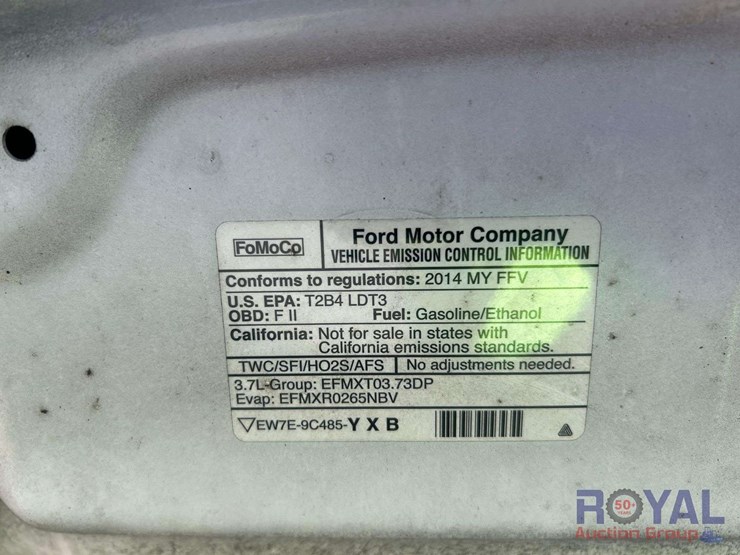 FoMoCo
Ford Motor Company
VEHICLE EMISSION CONTROL INFORMATION
Conforms to regulations: 2014 MY FFV
U.S. EPA: T2B4 LDT3
OBD: F II Fuel: Gasoline/Ethanol
California: Not for sale in states with
California emissions standards.
TWC/SFI/HO2S/AFS No adjustments needed.
3.7L-Group: EFMXT03.73DP
Evap: EFMXR0265NBV
EW7E-9C485-Y X B
ROYAL
50+
YEARS
Auction Group